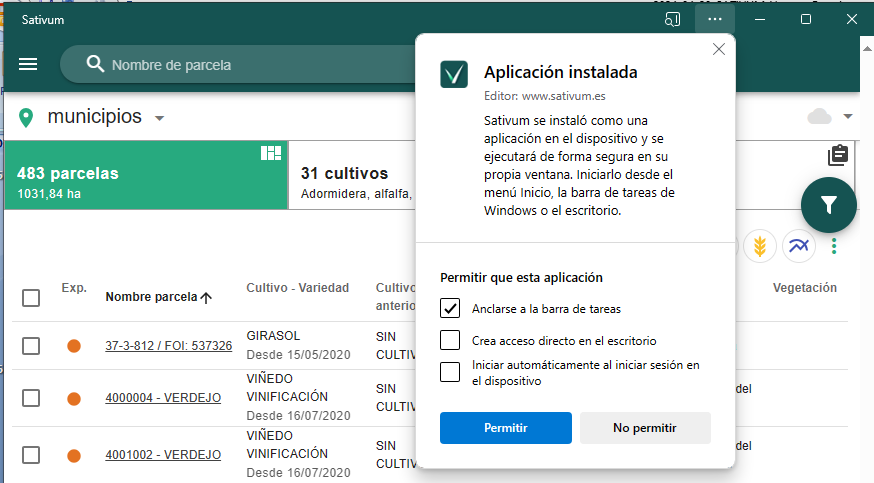 Sativum
Nombre de parcela
municipios
483 parcelas
1031,84 ha
31 cultivos
Adormidera, alfalfa,
Exp.
Nombre parcela
Cultivo - Variedad
Cultivo
anterio
Vegetación
37-3-812 / FOI: 537326
GIRASOL
Desde 15/05/2020
SIN
CULTIV
4000004 - VERDEJO
VIÑEDO
VINIFICACIÓN
Desde 16/07/2020
SIN
CULTIV
del
4001002 - VERDEJO
VIÑEDO
VINIFICACIÓN
Desde 16/07/2020
SIN
CULTIV
del
Aplicación instalada
Editor: www.sativum.es
Sativum se instaló como una
aplicación en el dispositivo y se
ejecutará de forma segura en su
propia ventana. Iniciarlo desde el
menú Inicio, la barra de tareas de
Windows o el escritorio.
Permitir que esta aplicación
Anclarse a la barra de tareas
Crea acceso directo en el escritorio
Iniciar automáticamente al iniciar sesión en
el dispositivo
Permitir
No permitir